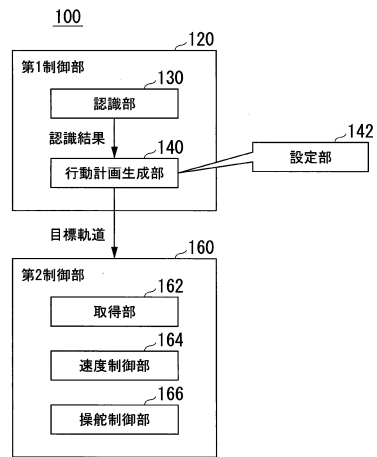 100
120
第1制御部
130
認識部
認識結果
140
行動計画生成部
142
設定部
目標軌道
160
第2制御部
162
取得部
164
速度制御部
166
操舵制御部